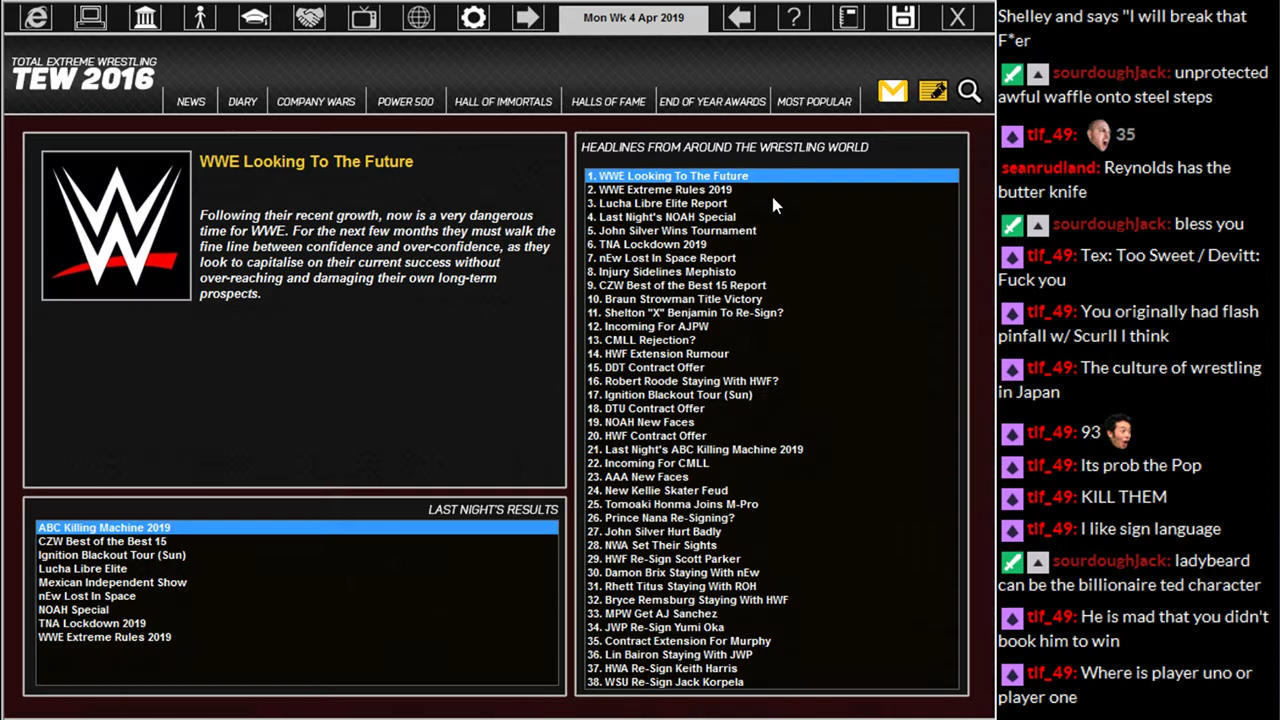 Mon Wk 4 Apr 2019
TOTAL EXTREME WRESTLING
TEW 2016
NEWS
DIARY
COMPANY WARS
POWER 500
HALL OF IMMORTALS
HALLS OF FAME
END OF YEAR AWARDS
MOST POPULAR
WWE Looking To The Future
Following their recent growth, now is a very dangerous
time for WWE. For the next few months they must walk the
fine line between confidence and over-confidence, as they
look to capitalise on their current success without
over-reaching and damaging their own long-term
prospects.
LAST NIGHT'S RESULTS
ABC Killing Machine 2019
CZW Best of the Best 15
Ignition Blackout Tour (Sun)
Lucha Libre Elite
Mexican Independent Show
nEw Lost In Space
NOAH Special
TNA Lockdown 2019
WWE Extreme Rules 2019
HEADLINES FROM AROUND THE WRESTLING WORLD
1. WWE Looking To The Future
2. WWE Extreme Rules 2019
3. Lucha Libre Elite Report
4. Last Night's NOAH Special
5. John Silver Wins Tournament
6. TNA Lockdown 2019
7. nEw Lost In Space Report
8. Injury Sidelines Mephisto
9. CZW Best of the Best 15 Report
10. Braun Strowman Title Victory
11. Shelton "X" Benjamin To Re-Sign?
12. Incoming For AJPW
13. CMLL Rejection?
14. HWF Extension Rumour
15. DDT Contract Offer
16. Robert Roode Staying With HWF?
17. Ignition Blackout Tour (Sun)
18. DTU Contract Offer
19. NOAH New Faces
20. HWF Contract Offer
21. Last Night's ABC Killing Machine 2019
22. Incoming For CMLL
23. AAA New Faces
24. New Kellie Skater Feud
25. Tomoaki Honma Joins M-Pro
26. Prince Nana Re-Signing?
27. John Silver Hurt Badly
28. NWA Set Their Sights
29. HWF Re-Sign Scott Parker
30. Damon Brix Staying With nEw
31. Rhett Titus Staying With ROH
32. Bryce Remsburg Staying With HWF
33. MPW Get AJ Sanchez
34. JWP Re-Sign Yumi Oka
35. Contract Extension For Murphy
36. Lin Bairon Staying With JWP
37. HWA Re-Sign Keith Harris
38. WSU Re-Sign Jack Korpela
Shelley and says "I will break that
F*er
sourdoughjack: unprotected
awful waffle onto steel steps
tlf_49: 35
seanrudland: Reynolds has the
butter knife
sourdoughjack: bless you
tlf_49: Tex: Too Sweet / Devitt:
Fuck you
tlf_49: You originally had flash
pinfall w/ Scurll I think
tlf_49: The culture of wrestling
in Japan
tlf_49: 93
tlf_49: Its prob the Pop
tlf_49: KILL THEM
tlf_49: I like sign language
sourdoughjack: ladybeard
can be the billionaire ted character
tlf_49: He is mad that you didn't
book him to win
tlf_49: Where is player uno or
player one